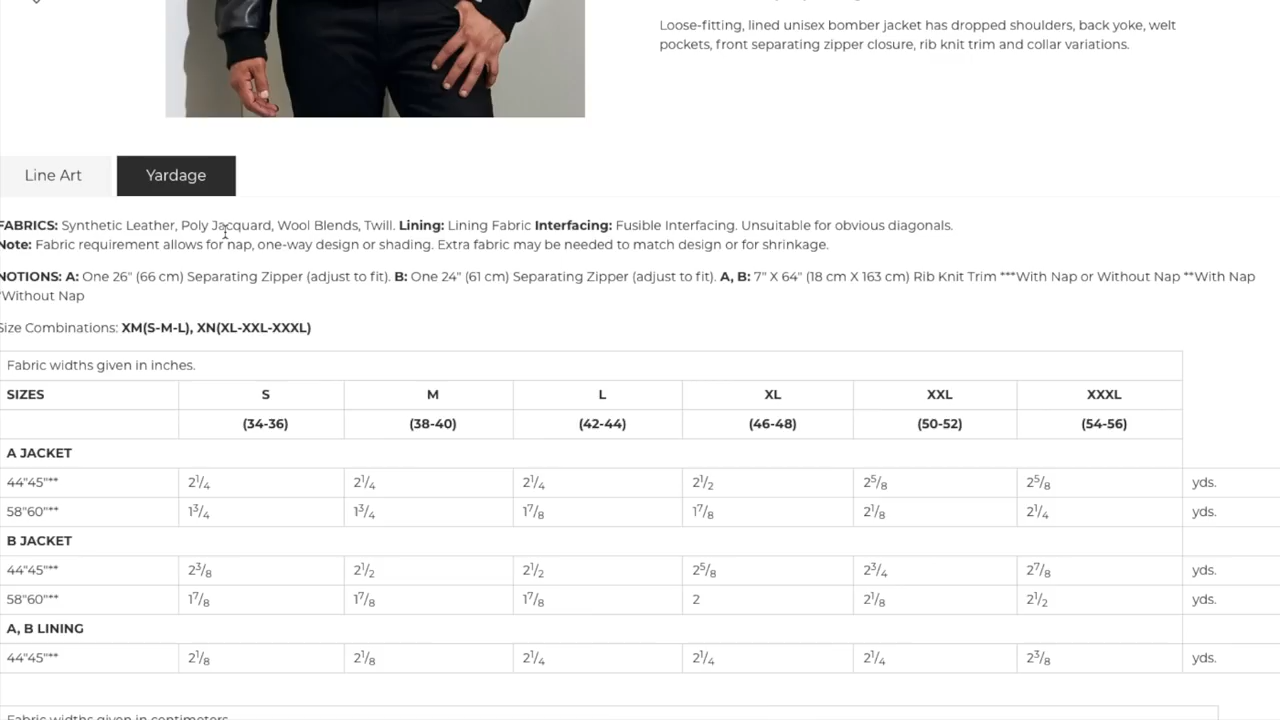 Loose-fitting, lined unisex bomber jacket has dropped shoulders, back yoke, welt
pockets, front separating zipper closure, rib knit trim and collar variations.
Line Art Yardage
FABRICS: Synthetic Leather, Poly Jacquard, Wool Blends, Twill. Lining: Lining Fabric Interfacing: Fusible Interfacing. Unsuitable for obvious diagonals.
Note: Fabric requirement allows for nap, one-way design or shading. Extra fabric may be needed to match design or for shrinkage.
NOTIONS: A: One 26" (66 cm) Separating Zipper (adjust to fit). B: One 24" (61 cm) Separating Zipper (adjust to fit). A, B: 7" X 64" (18 cm X 163 cm) Rib Knit Trim ***With Nap or Without Nap **With Nap
*Without Nap
Size Combinations: XM(S-M-L), XN(XL-XXL-XXXL)
Fabric widths given in inches.
SIZES S M L XL XXL XXXL
(34-36) (38-40) (42-44) (46-48) (50-52) (54-56)
A JACKET
44"45"** 2 1/4 2 1/4 2 1/4 2 1/2 2 5/8 2 5/8 yds.
58"60"** 1 3/4 1 3/4 1 7/8 1 7/8 2 1/8 2 1/4 yds.
B JACKET
44"45"** 2 3/8 2 1/2 2 1/2 2 5/8 2 3/4 2 7/8 yds.
58"60"** 1 7/8 1 7/8 1 7/8 2 2 1/8 2 1/2 yds.
A, B LINING
44"45"** 2 1/8 2 1/8 2 1/4 2 1/4 2 1/4 2 3/8 yds.
Fabric widths given in centimeters.